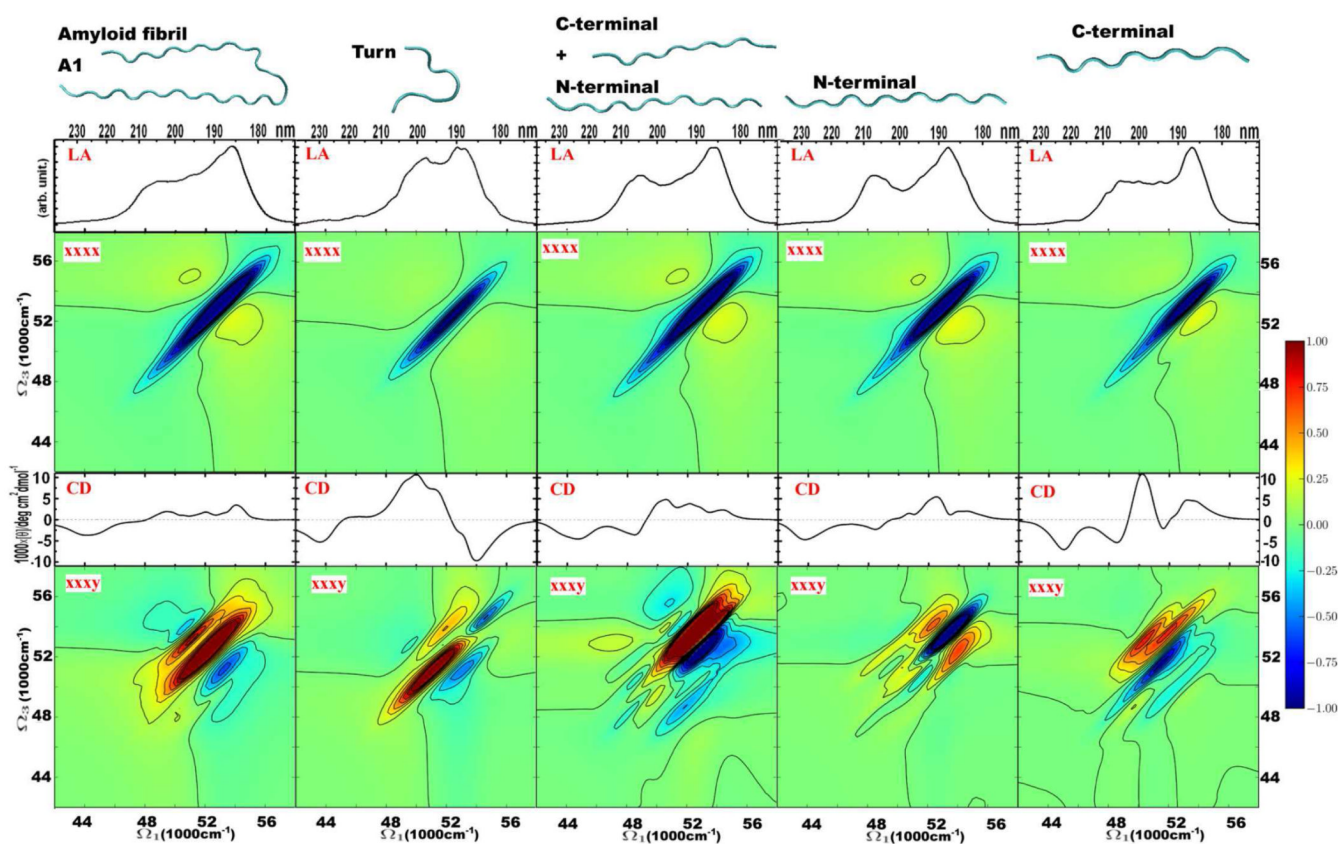 Amyloid fibril
A1
Turn
C-terminal
+
N-terminal
N-terminal
C-terminal
230 220 210 200 190 180 nm
230 220 210 200 190 180 nm
230 220 210 200 190 180 nm
230 220 210 200 190 180 nm
230 220 210 200 190 180 nm
(arb. unit.)
LA
LA
LA
LA
LA
Ω₃ (1000cm⁻¹)
56
52
48
44
xxxx
xxxx
xxxx
xxxx
xxxx
56
52
48
44
1000x[θ](deg cm²dmol)⁻¹
10
5
0
-5
-10
CD
CD
CD
CD
CD
10
5
0
-5
-10
Ω₃ (1000cm⁻¹)
56
52
48
44
xxxy
xxxy
xxxy
xxxy
xxxy
56
52
48
44
1.00
0.75
0.50
0.25
0.00
−0.25
−0.50
−0.75
−1.00
44 48 52 56
44 48 52 56
44 48 52 56
44 48 52 56
44 48 52 56
Ω₁(1000cm⁻¹)
Ω₁(1000cm⁻¹)
Ω₁(1000cm⁻¹)
Ω₁(1000cm⁻¹)
Ω₁(1000cm⁻¹)